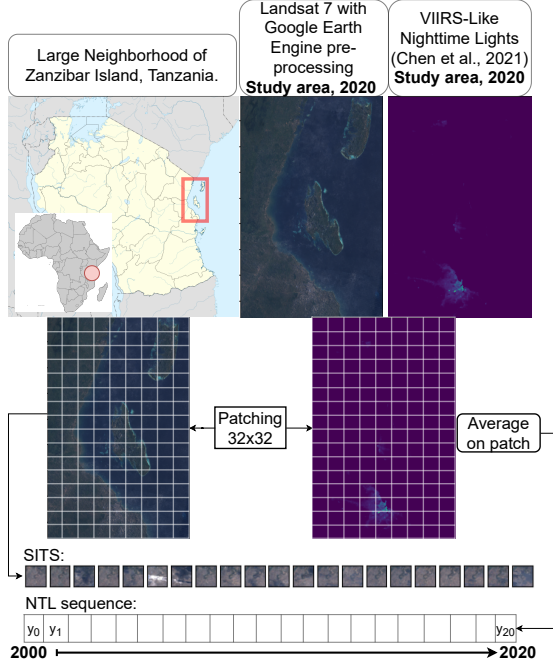 Large Neighborhood of
Zanzibar Island, Tanzania.
Landsat 7 with
Google Earth
Engine pre-
processing
Study area, 2020
VIIRS-Like
Nighttime Lights
(Chen et al., 2021)
Study area, 2020
Patching
32x32
Average
on patch
SITS:
NTL sequence:
y0 y1 y20
2000 2020